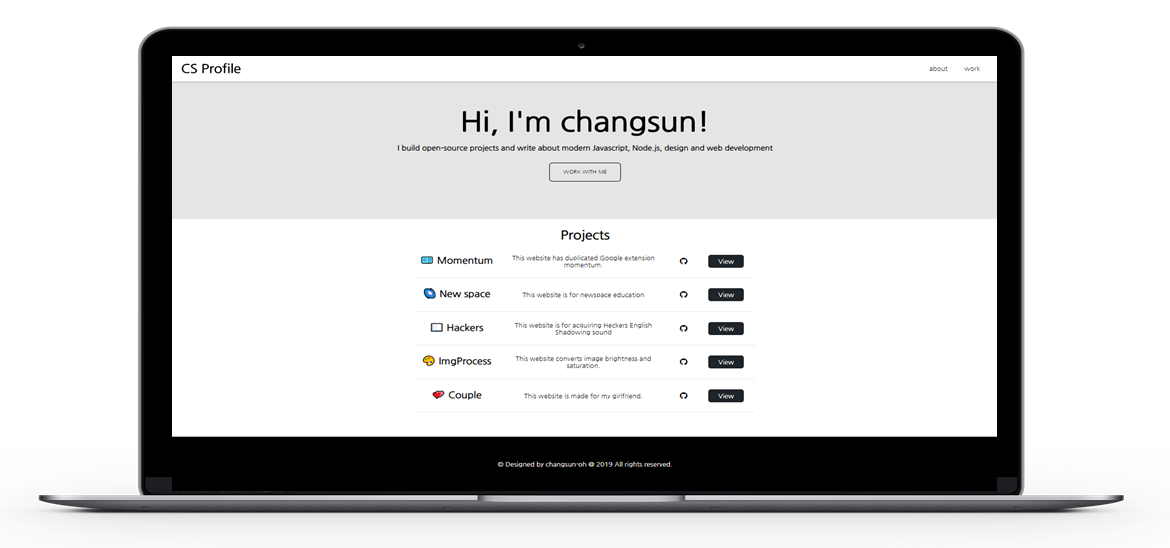 CS Profile
about
work
Hi, I'm changsun!
I build open-source projects and write about modern Javascript, Node.js, design and web development
WORK WITH ME
Projects
Momentum
This website has duplicated Google extension
momentum.
View
New space
This website is for newspace education
View
Hackers
This website is for acquiring Heckers English
Shadowing sound
View
ImgProcess
This website converts image brightness and
saturation.
View
Couple
This website is made for my girlfriend.
View
© Designed by changsun-oh @ 2019 All rights reserved.